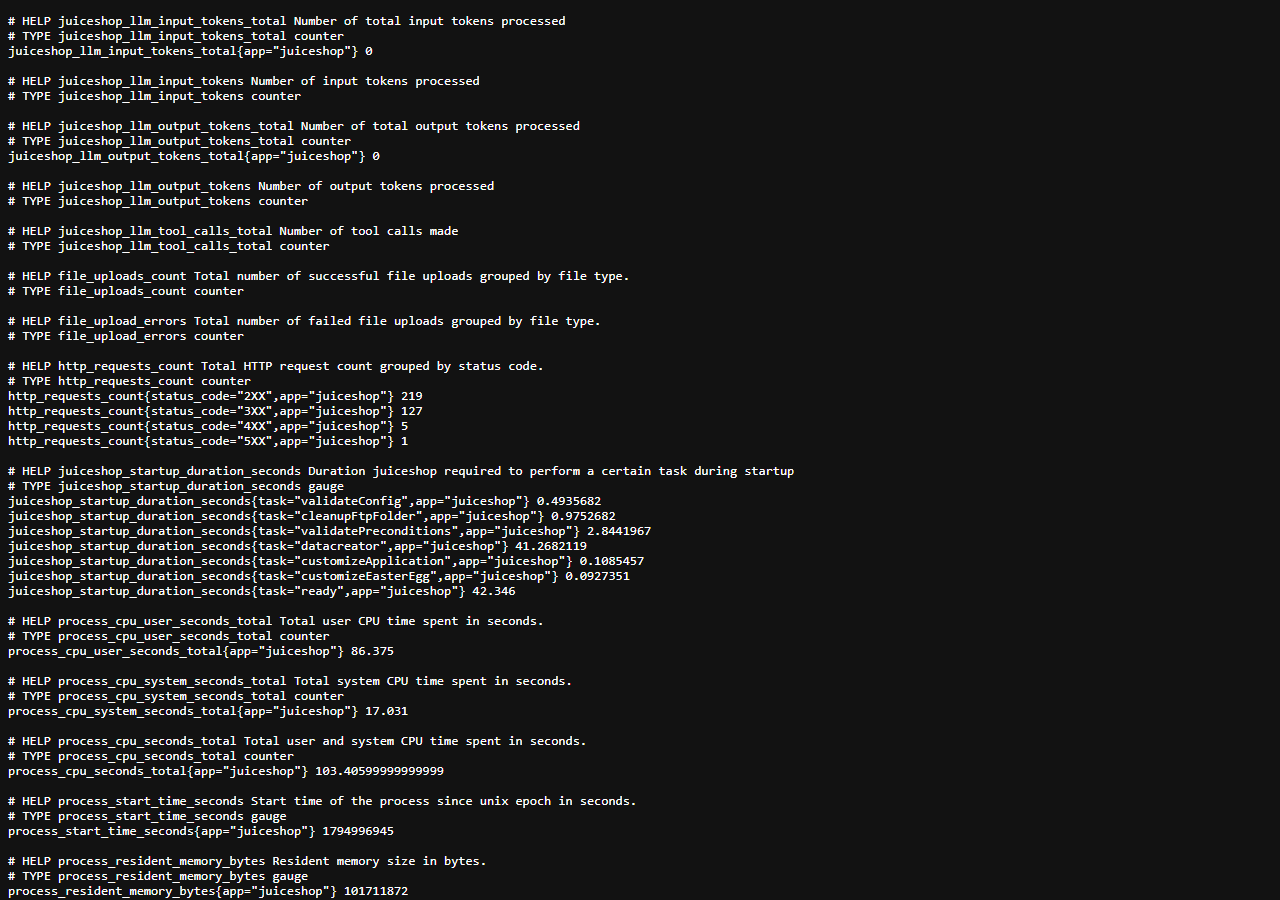 # HELP juiceshop_llm_input_tokens_total Number of total input tokens processed
# TYPE juiceshop_llm_input_tokens_total counter
juiceshop_llm_input_tokens_total{app="juiceshop"} 0
# HELP juiceshop_llm_input_tokens Number of input tokens processed
# TYPE juiceshop_llm_input_tokens counter
# HELP juiceshop_llm_output_tokens_total Number of total output tokens processed
# TYPE juiceshop_llm_output_tokens_total counter
juiceshop_llm_output_tokens_total{app="juiceshop"} 0
# HELP juiceshop_llm_output_tokens Number of output tokens processed
# TYPE juiceshop_llm_output_tokens counter
# HELP juiceshop_llm_tool_calls_total Number of tool calls made
# TYPE juiceshop_llm_tool_calls_total counter
# HELP file_uploads_count Total number of successful file uploads grouped by file type.
# TYPE file_uploads_count counter
# HELP file_upload_errors Total number of failed file uploads grouped by file type.
# TYPE file_upload_errors counter
# HELP http_requests_count Total HTTP request count grouped by status code.
# TYPE http_requests_count counter
http_requests_count{status_code="2XX",app="juiceshop"} 219
http_requests_count{status_code="3XX",app="juiceshop"} 127
http_requests_count{status_code="4XX",app="juiceshop"} 5
http_requests_count{status_code="5XX",app="juiceshop"} 1
# HELP juiceshop_startup_duration_seconds Duration juiceshop required to perform a certain task during startup
# TYPE juiceshop_startup_duration_seconds gauge
juiceshop_startup_duration_seconds{task="validateConfig",app="juiceshop"} 0.4935682
juiceshop_startup_duration_seconds{task="cleanupFtpFolder",app="juiceshop"} 0.9752682
juiceshop_startup_duration_seconds{task="validatePreconditions",app="juiceshop"} 2.8441967
juiceshop_startup_duration_seconds{task="datacreator",app="juiceshop"} 41.2682119
juiceshop_startup_duration_seconds{task="customizeApplication",app="juiceshop"} 0.1085457
juiceshop_startup_duration_seconds{task="customizeEasterEgg",app="juiceshop"} 0.0927351
juiceshop_startup_duration_seconds{task="ready",app="juiceshop"} 42.346
# HELP process_cpu_user_seconds_total Total user CPU time spent in seconds.
# TYPE process_cpu_user_seconds_total counter
process_cpu_user_seconds_total{app="juiceshop"} 86.375
# HELP process_cpu_system_seconds_total Total system CPU time spent in seconds.
# TYPE process_cpu_system_seconds_total counter
process_cpu_system_seconds_total{app="juiceshop"} 17.031
# HELP process_cpu_seconds_total Total user and system CPU time spent in seconds.
# TYPE process_cpu_seconds_total counter
process_cpu_seconds_total{app="juiceshop"} 103.40599999999999
# HELP process_start_time_seconds Start time of the process since unix epoch in seconds.
# TYPE process_start_time_seconds gauge
process_start_time_seconds{app="juiceshop"} 1794996945
# HELP process_resident_memory_bytes Resident memory size in bytes.
# TYPE process_resident_memory_bytes gauge
process_resident_memory_bytes{app="juiceshop"} 101711872